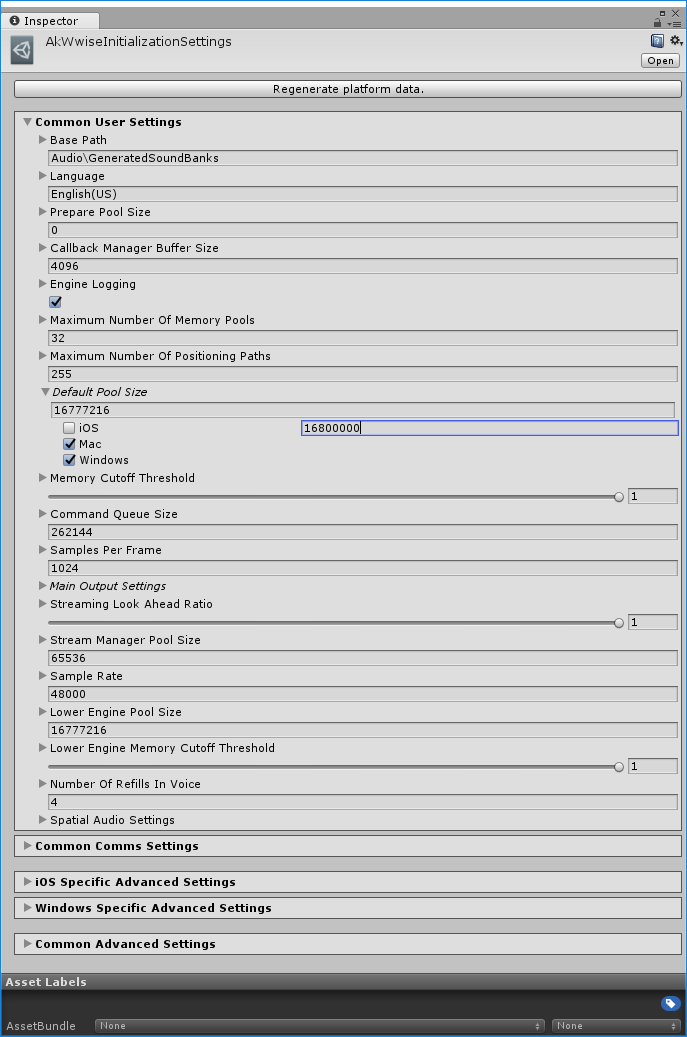 Inspector
AkWwiseInitializationSettings
Open
Regenerate platform data.
Common User Settings
Base Path
Audio\GeneratedSoundBanks
Language
English(US)
Prepare Pool Size
0
Callback Manager Buffer Size
4096
Engine Logging
Maximum Number Of Memory Pools
32
Maximum Number Of Positioning Paths
255
Default Pool Size
16777216
iOS 16800000
Mac
Windows
Memory Cutoff Threshold
1
Command Queue Size
262144
Samples Per Frame
1024
Main Output Settings
Streaming Look Ahead Ratio
1
Stream Manager Pool Size
65536
Sample Rate
48000
Lower Engine Pool Size
16777216
Lower Engine Memory Cutoff Threshold
1
Number Of Refills In Voice
4
Spatial Audio Settings
Common Comms Settings
iOS Specific Advanced Settings
Windows Specific Advanced Settings
Common Advanced Settings
Asset Labels
AssetBundle None None